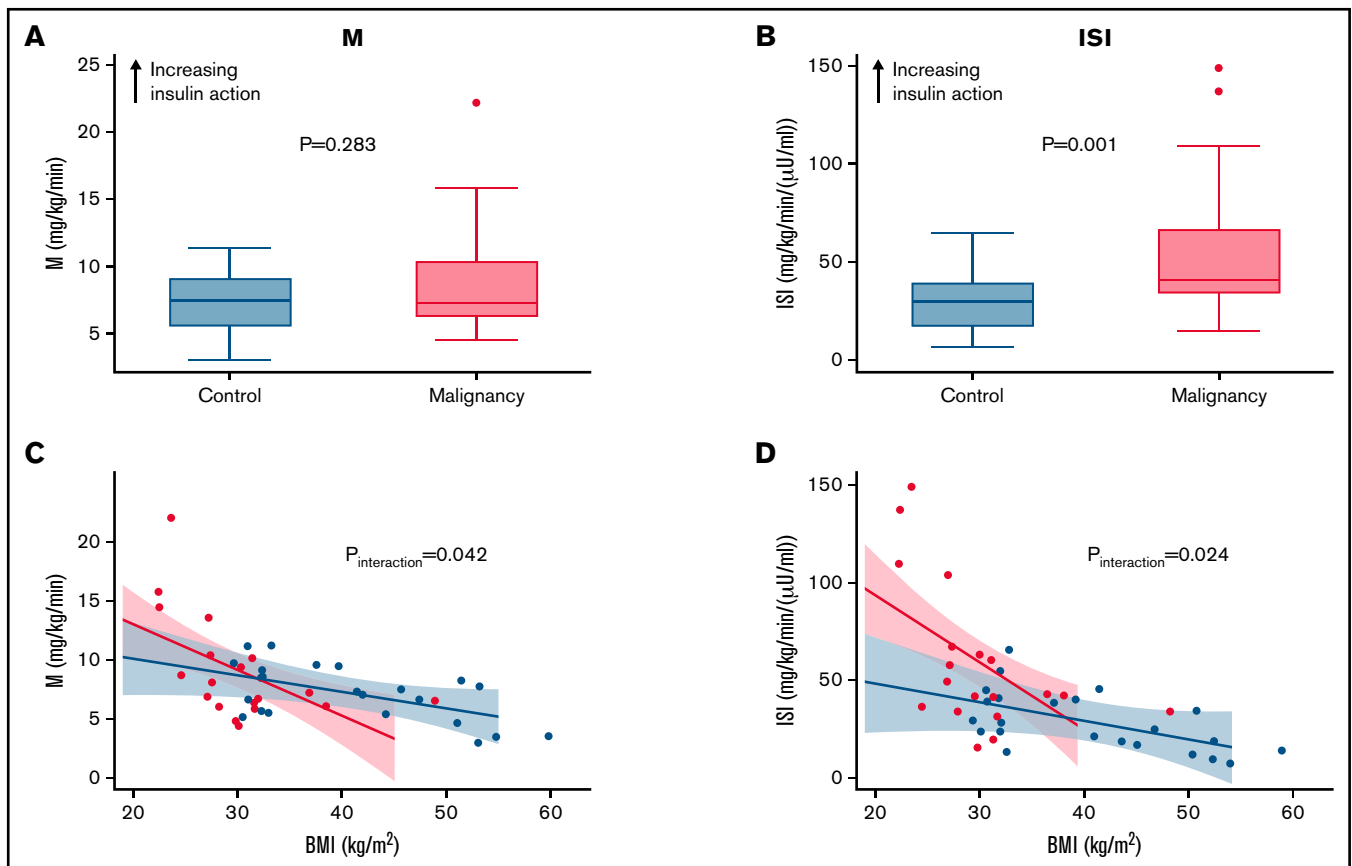 A
M
Increasing
insulin action
P=0.283
M (mg/kg/min)
25
20
15
10
5
Control
Malignancy
B
ISI
Increasing
insulin action
P=0.001
ISI (mg/kg/min/(μU/ml))
150
100
50
0
Control
Malignancy
C
P_interaction=0.042
M (mg/kg/min)
20
15
10
5
0
20 30 40 50 60
BMI (kg/m²)
D
P_interaction=0.024
ISI (mg/kg/min/(μU/ml))
150
100
50
0
20 30 40 50 60
BMI (kg/m²)